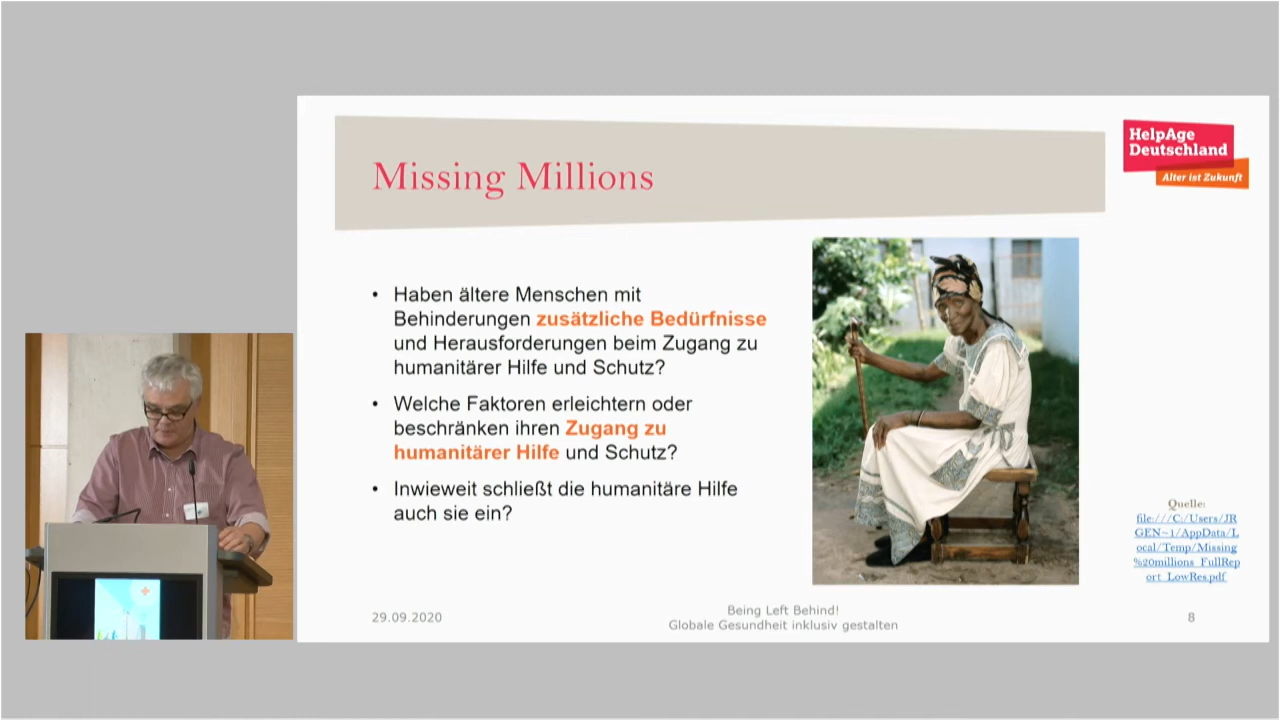 Missing Millions
HelpAge
Deutschland
Alter ist Zukunft
• Haben ältere Menschen mit
Behinderungen zusätzliche Bedürfnisse
und Herausforderungen beim Zugang zu
humanitärer Hilfe und Schutz?
• Welche Faktoren erleichtern oder
beschränken ihren Zugang zu
humanitärer Hilfe und Schutz?
• Inwieweit schließt die humanitäre Hilfe
auch sie ein?
Quelle:
file:///C:/Users/JR
GEN~1/AppData/L
ocal/Temp/Missing
%20millions_FullRep
ort_LowRes.pdf
29.09.2020
Being Left Behind!
Globale Gesundheit inklusiv gestalten
8